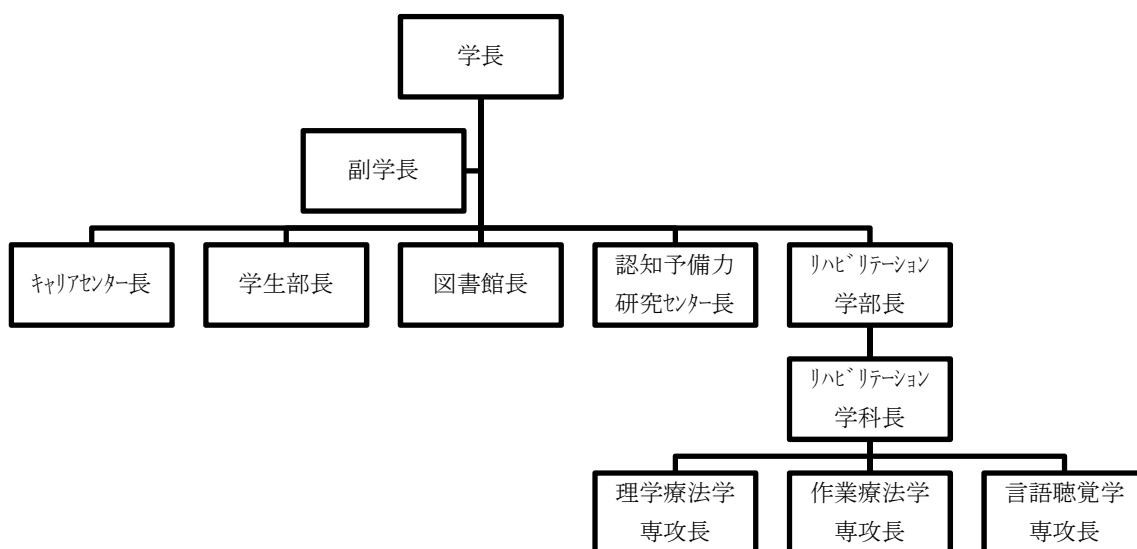 学長
副学長
ｷｬﾘｱｾﾝﾀｰ長
学生部長
図書館長
認知予備力
研究ｾﾝﾀｰ長
ﾘﾊﾋﾞﾘﾃｰｼｮﾝ
学部長
ﾘﾊﾋﾞﾘﾃｰｼｮﾝ
学科長
理学療法学
専攻長
作業療法学
専攻長
言語聴覚学
専攻長